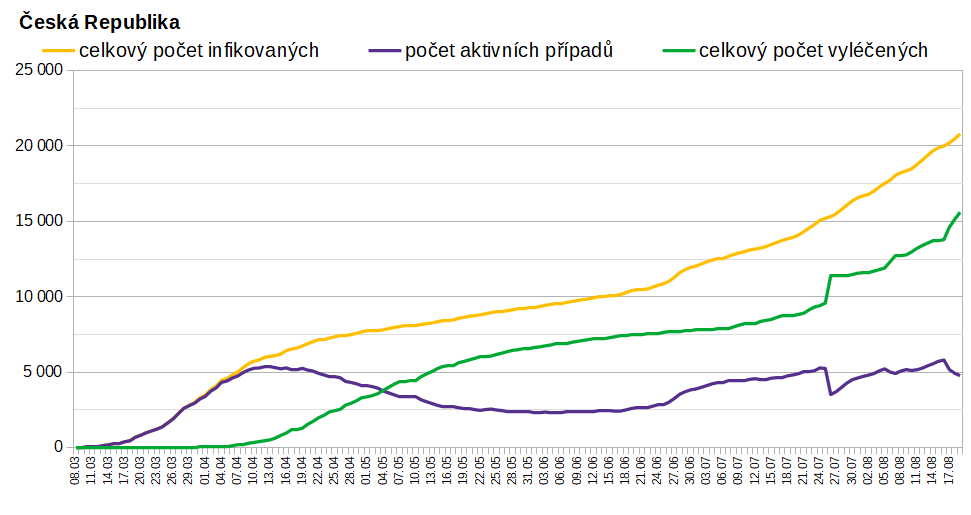 Česká Republika
celkový počet infikovaných počet aktivních případů celkový počet vyléčených
25 000
20 000
15 000
10 000
5 000
0
08.03 11.03 14.03 17.03 20.03 23.03 26.03 29.03 01.04 04.04 07.04 10.04 13.04 16.04 19.04 22.04 25.04 28.04 01.05 04.05 07.05 10.05 13.05 16.05 19.05 22.05 25.05 28.05 31.05 03.06 06.06 09.06 12.06 15.06 18.06 21.06 24.06 27.06 30.06 03.07 06.07 09.07 12.07 15.07 18.07 21.07 24.07 27.07 30.07 02.08 05.08 08.08 11.08 14.08 17.08